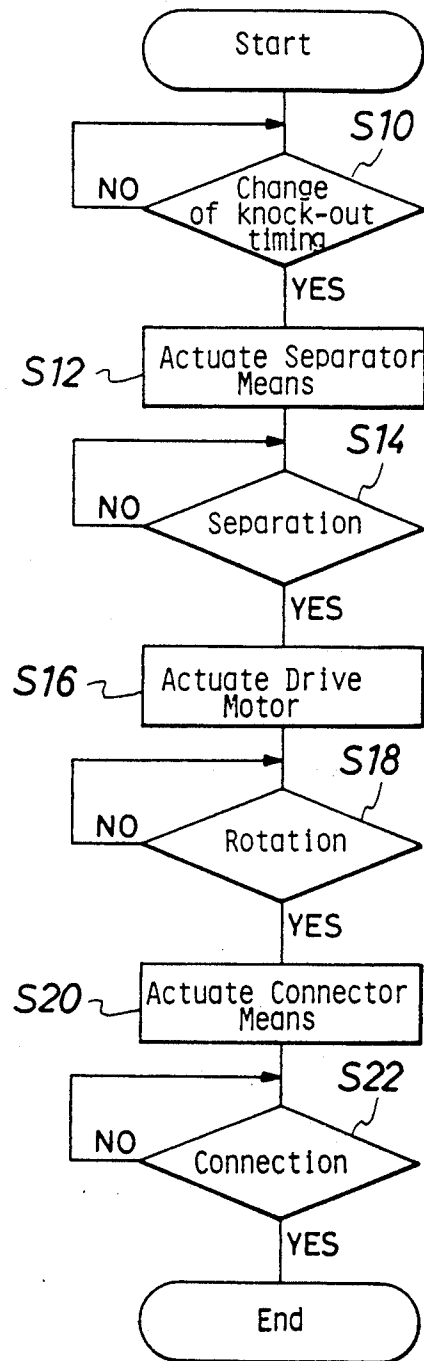 Start
S10
NO
Change
of knock-out
timing
YES
S12
Actuate Separator
Means
S14
NO
Separation
YES
S16
Actuate Drive
Motor
S18
NO
Rotation
YES
S20
Actuate Connector
Means
S22
NO
Connection
YES
End